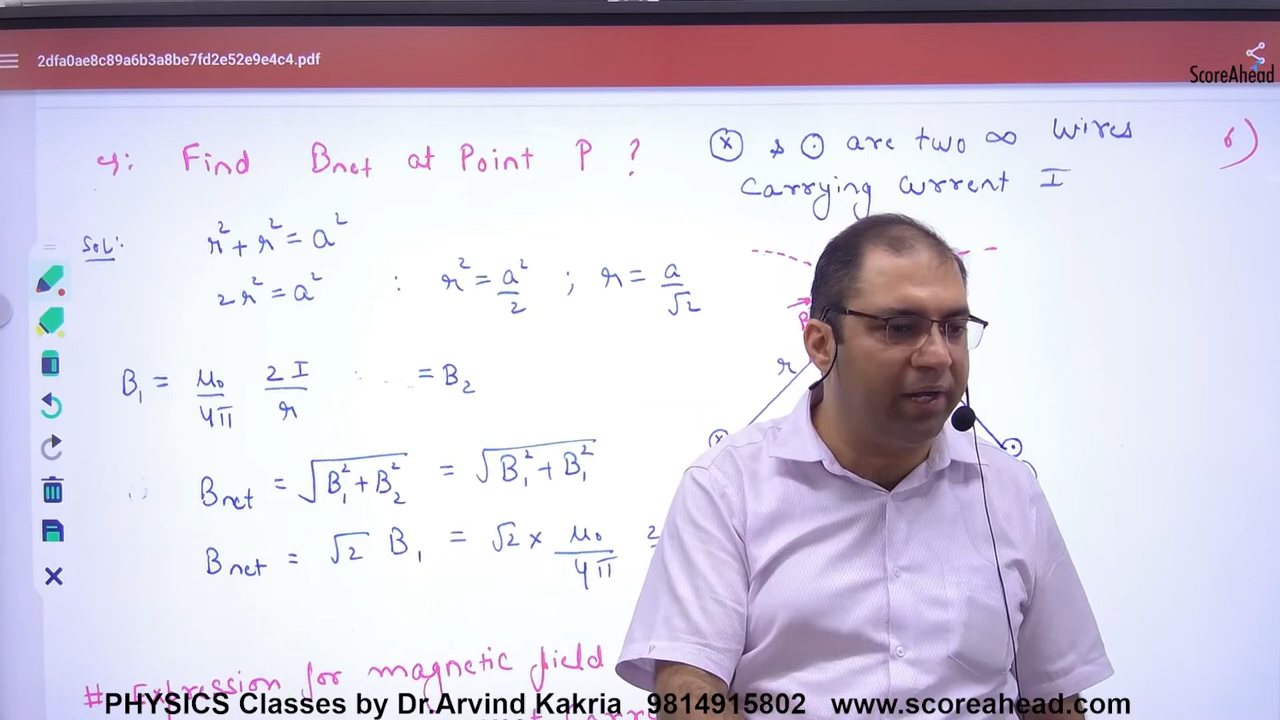 2dfa0ae8c89a6b3a8be7fd2e52e9e4c4.pdf
ScoreAhead
Find Bnet at Point P ?
ⓧ & ⊙ are two ∞ wires
carrying current I
6)
Sol:
r² + r² = a²
2r² = a² : r² = a²/2 ; r = a/√2
B₁ = μ₀/4π 2I/r = B₂
r
Bnet = √(B₁² + B₂²) = √(B₁² + B₁²)
Bnet = √2 B₁ = √2 × μ₀/4π 2
# Expression for magnetic field
PHYSICS Classes by Dr.Arvind Kakria 9814915802 www.scoreahead.com